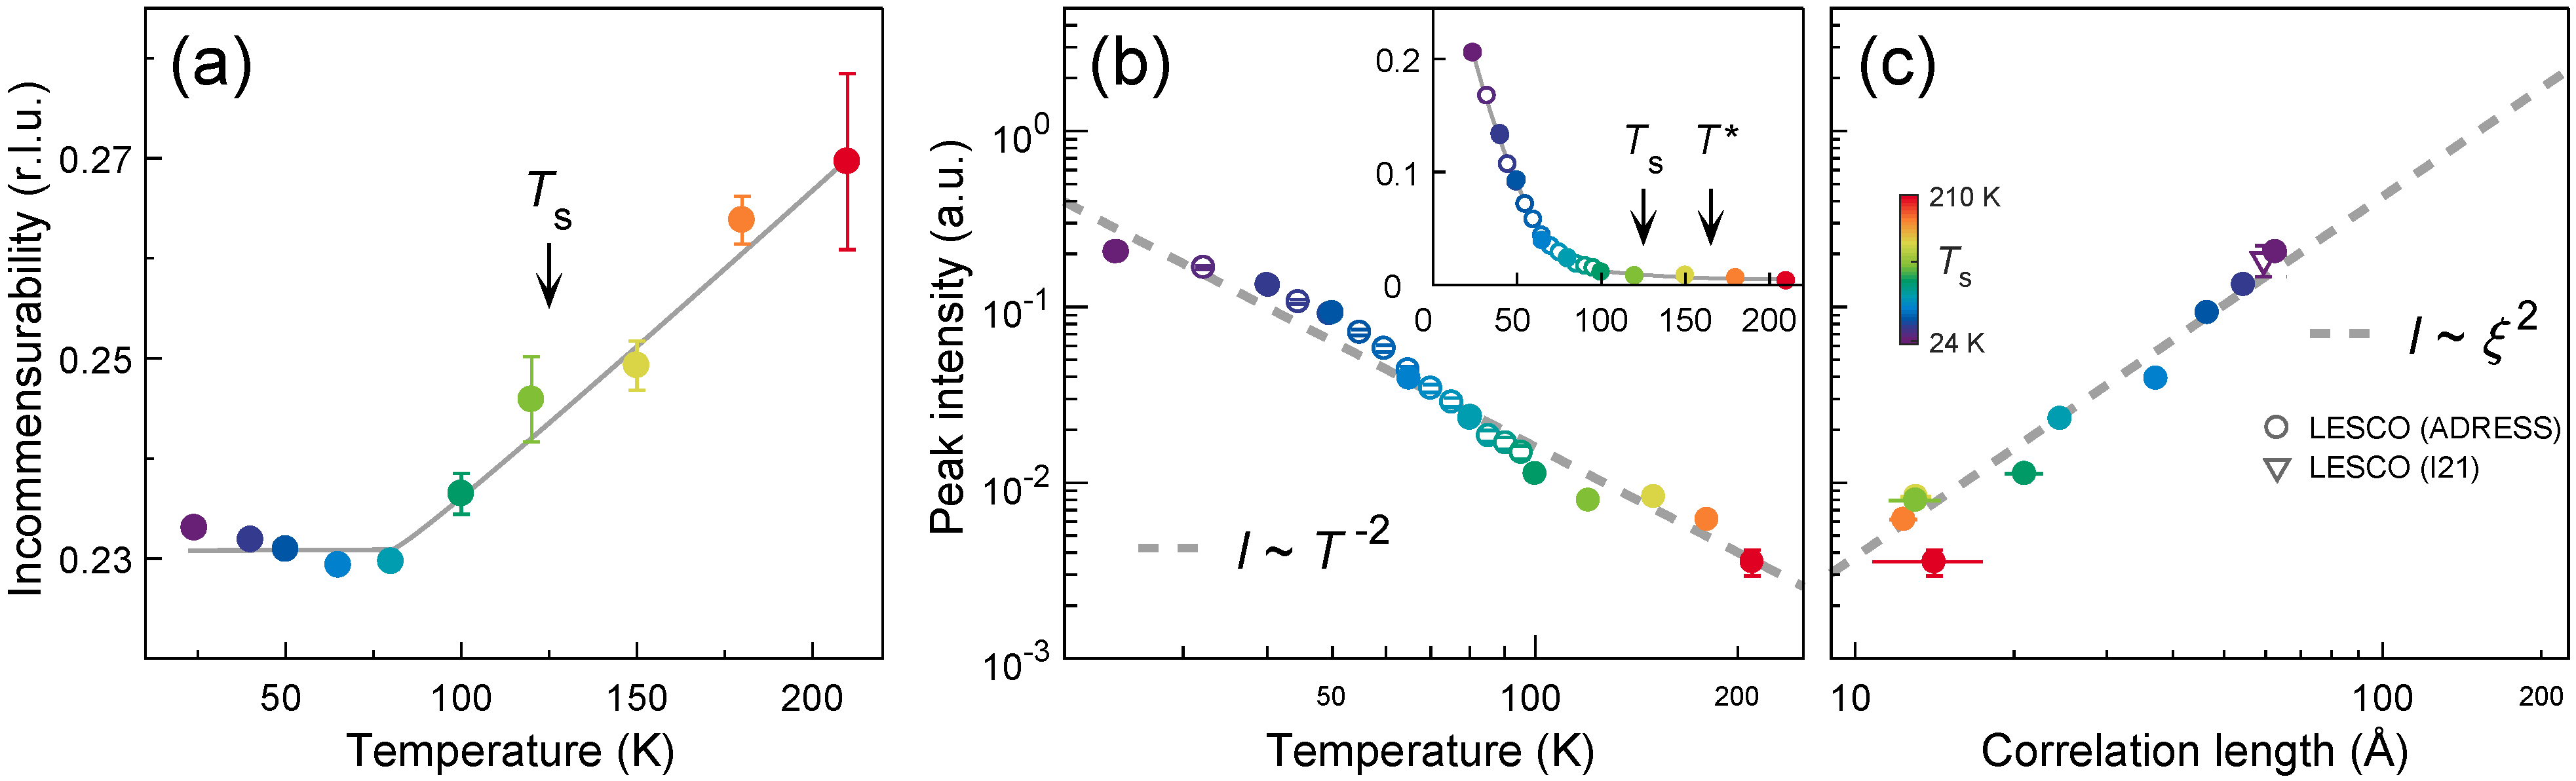 (a)
Incommensurability (r.l.u.)
0.27
0.25
0.23
Ts
50 100 150 200
Temperature (K)
(b)
Peak intensity (a.u.)
10^0
10^-1
10^-2
10^-3
0.2
0.1
0
Ts T*
0 50 100 150 200
I ~ T^-2
50 100 200
Temperature (K)
(c)
210 K
Ts
24 K
I ~ ξ^2
LESCO (ADRESS)
LESCO (I21)
10 100 200
Correlation length (Å)